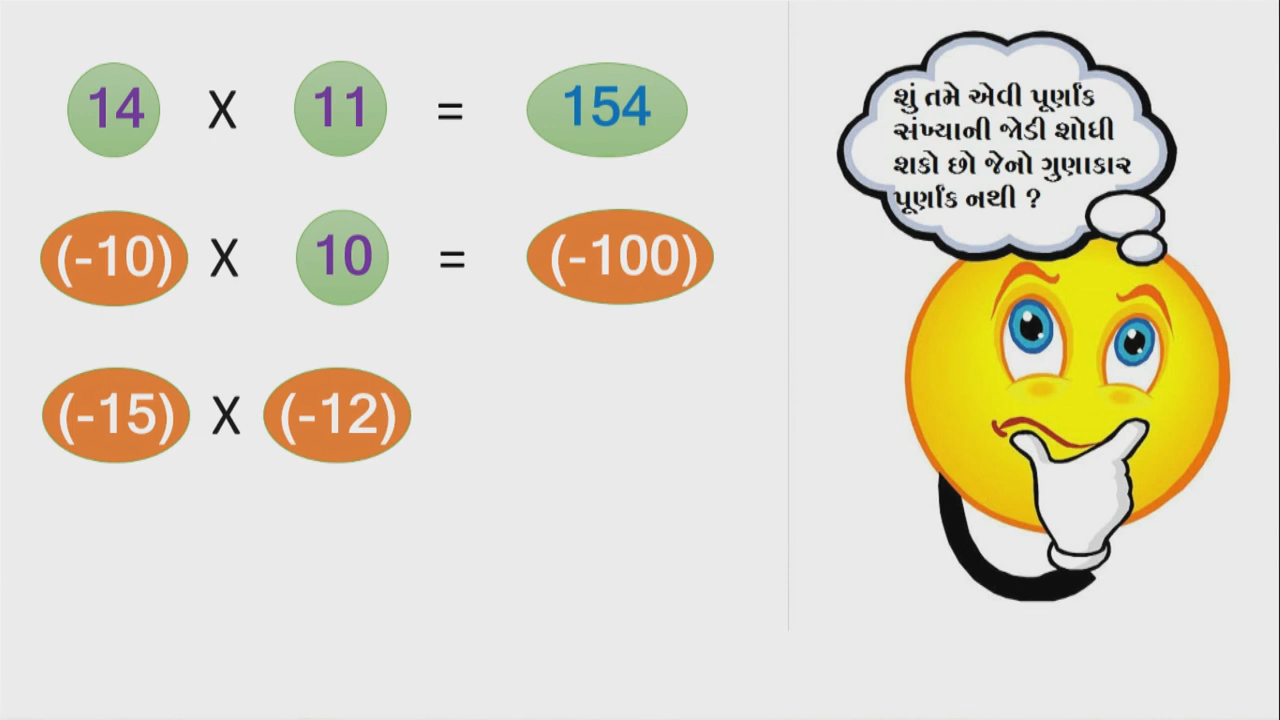 14 X 11 = 154
(-10) X 10 = (-100)
(-15) X (-12)
શું તમે એવી પૂર્ણાંક
સંખ્યાની જોડી શોધી
શકો છો જેનો ગુણાકાર
પૂર્ણાંક નથી ?